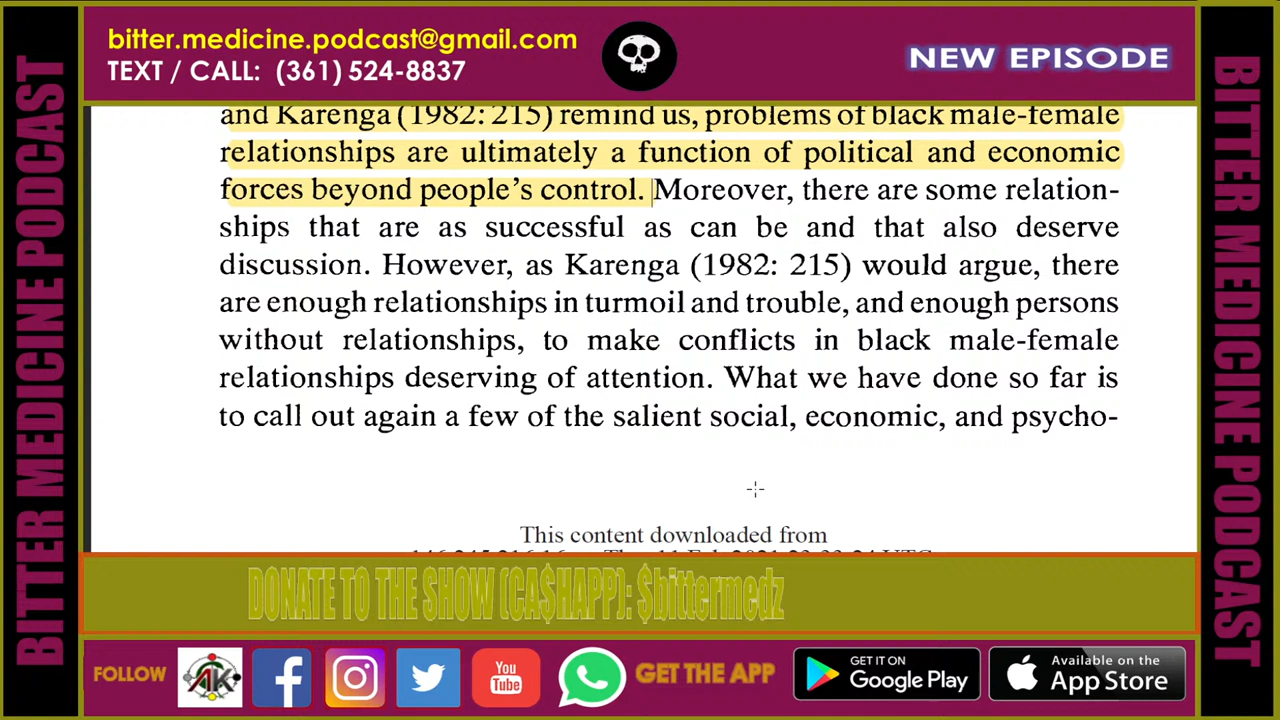 bitter.medicine.podcast@gmail.com
TEXT / CALL: (361) 524-8837
NEW EPISODE
BITTER MEDICINE PODCAST
and Karenga (1982: 215) remind us, problems of black male-female
relationships are ultimately a function of political and economic
forces beyond people's control. Moreover, there are some relation-
ships that are as successful as can be and that also deserve
discussion. However, as Karenga (1982: 215) would argue, there
are enough relationships in turmoil and trouble, and enough persons
without relationships, to make conflicts in black male-female
relationships deserving of attention. What we have done so far is
to call out again a few of the salient social, economic, and psycho-
This content downloaded from
BITTER MEDICINE PODCAST
DONATE TO THE SHOW (CA$HAPP): $bittermedz
FOLLOW
AK
You
Tube
GET THE APP
GET IT ON
Google Play
Available on the
App Store